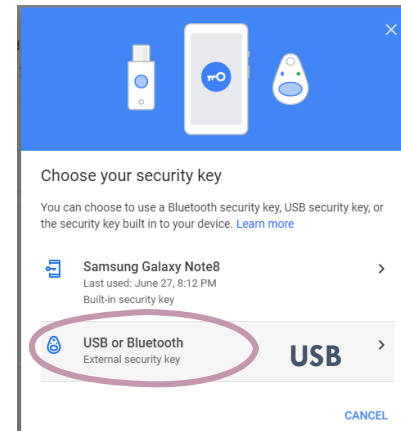 Choose your security key
You can choose to use a Bluetooth security key, USB security key, or
the security key built in to your device. Learn more
Samsung Galaxy Note8
Last used: June 27, 8:12 PM
Built-in security key
USB or Bluetooth
External security key
USB
CANCEL